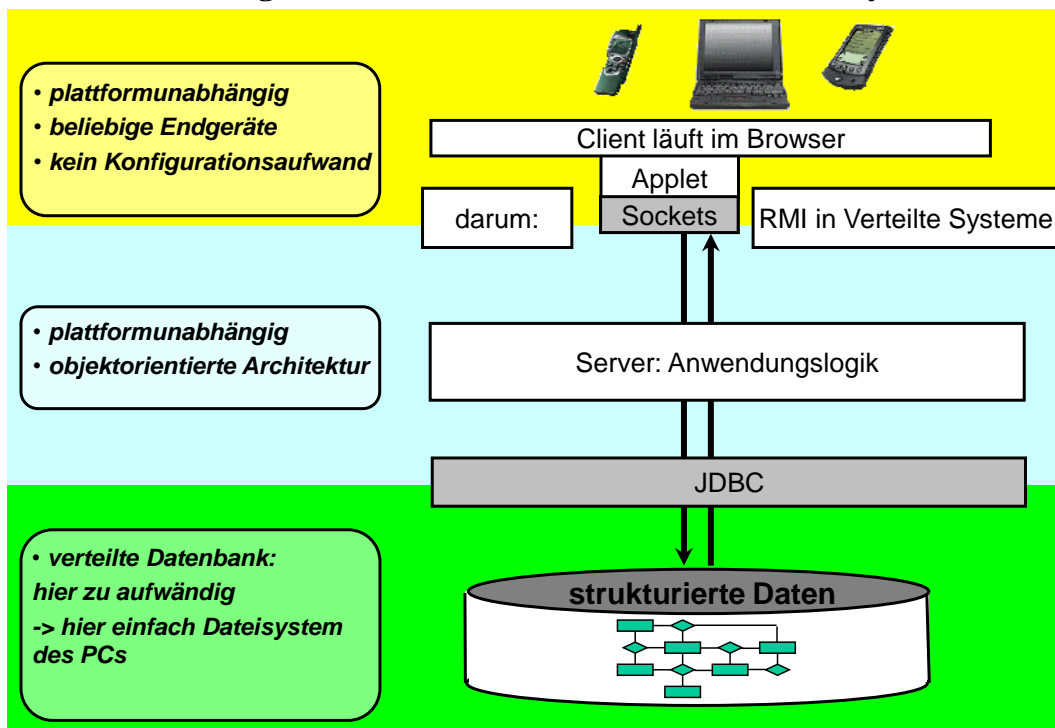 • plattformunabhängig
• beliebige Endgeräte
• kein Konfigurationsaufwand
Client läuft im Browser
Applet
darum:
Sockets
RMI in Verteilte Systeme
• plattformunabhängig
• objektorientierte Architektur
Server: Anwendungslogik
JDBC
• verteilte Datenbank:
hier zu aufwändig
-> hier einfach Dateisystem
des PCs
strukturierte Daten